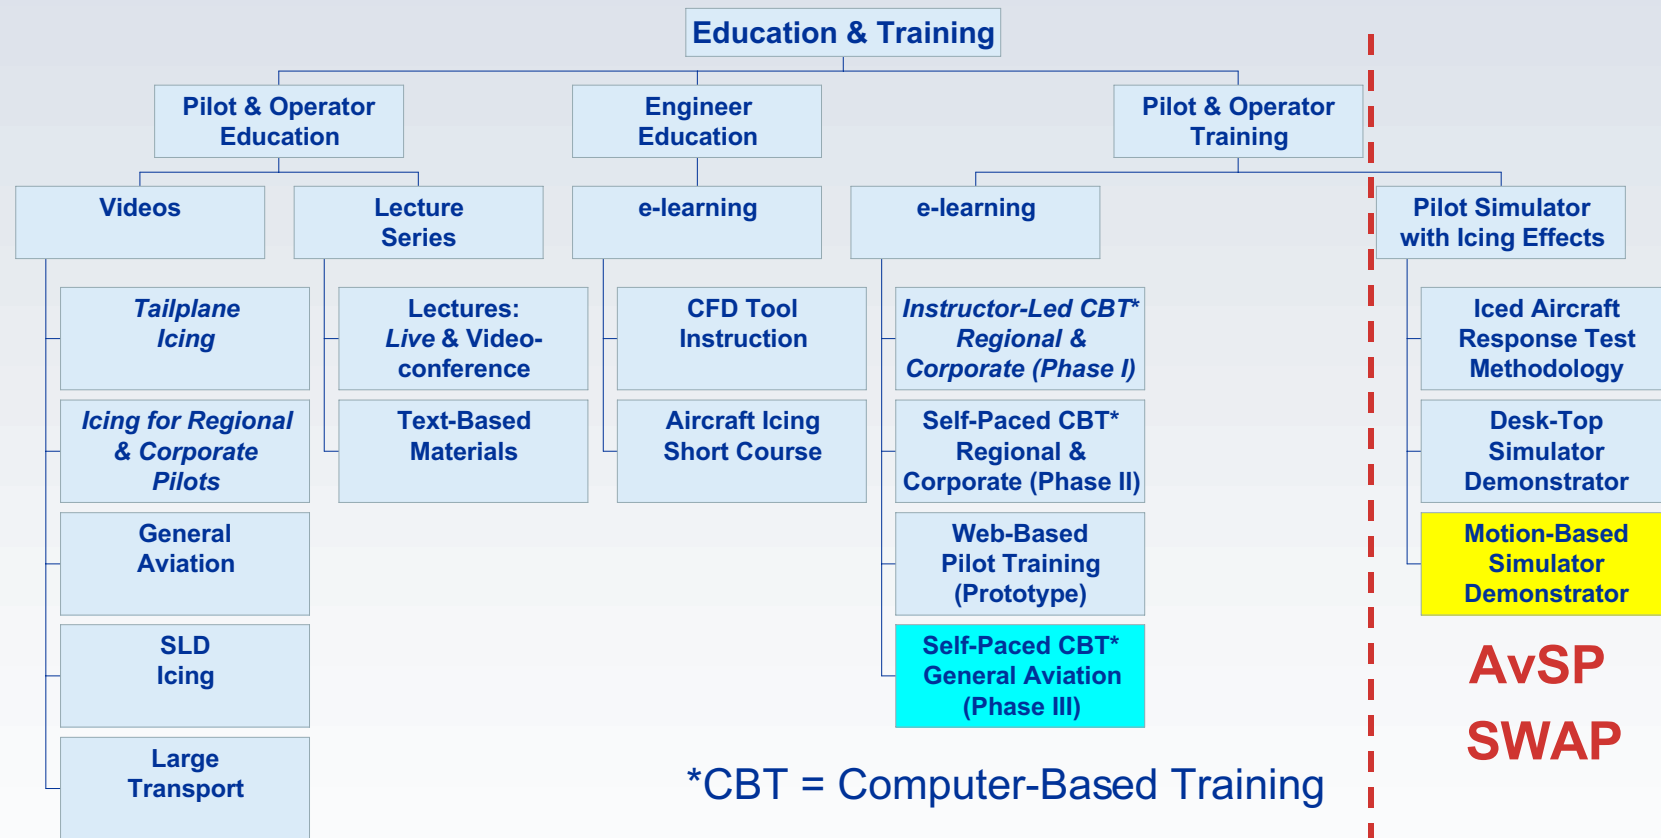 Education & Training
Pilot & Operator
Education
Engineer
Education
Pilot & Operator
Training
Videos
Lecture
Series
e-learning
e-learning
Pilot Simulator
with Icing Effects
Tailplane
Icing
Icing for Regional
& Corporate
Pilots
General
Aviation
SLD
Icing
Large
Transport
Lectures:
Live & Video-
conference
Text-Based
Materials
CFD Tool
Instruction
Aircraft Icing
Short Course
Instructor-Led CBT*
Regional &
Corporate (Phase I)
Self-Paced CBT*
Regional &
Corporate (Phase II)
Web-Based
Pilot Training
(Prototype)
Self-Paced CBT*
General Aviation
(Phase III)
Iced Aircraft
Response Test
Methodology
Desk-Top
Simulator
Demonstrator
Motion-Based
Simulator
Demonstrator
AvSP
SWAP
*CBT = Computer-Based Training